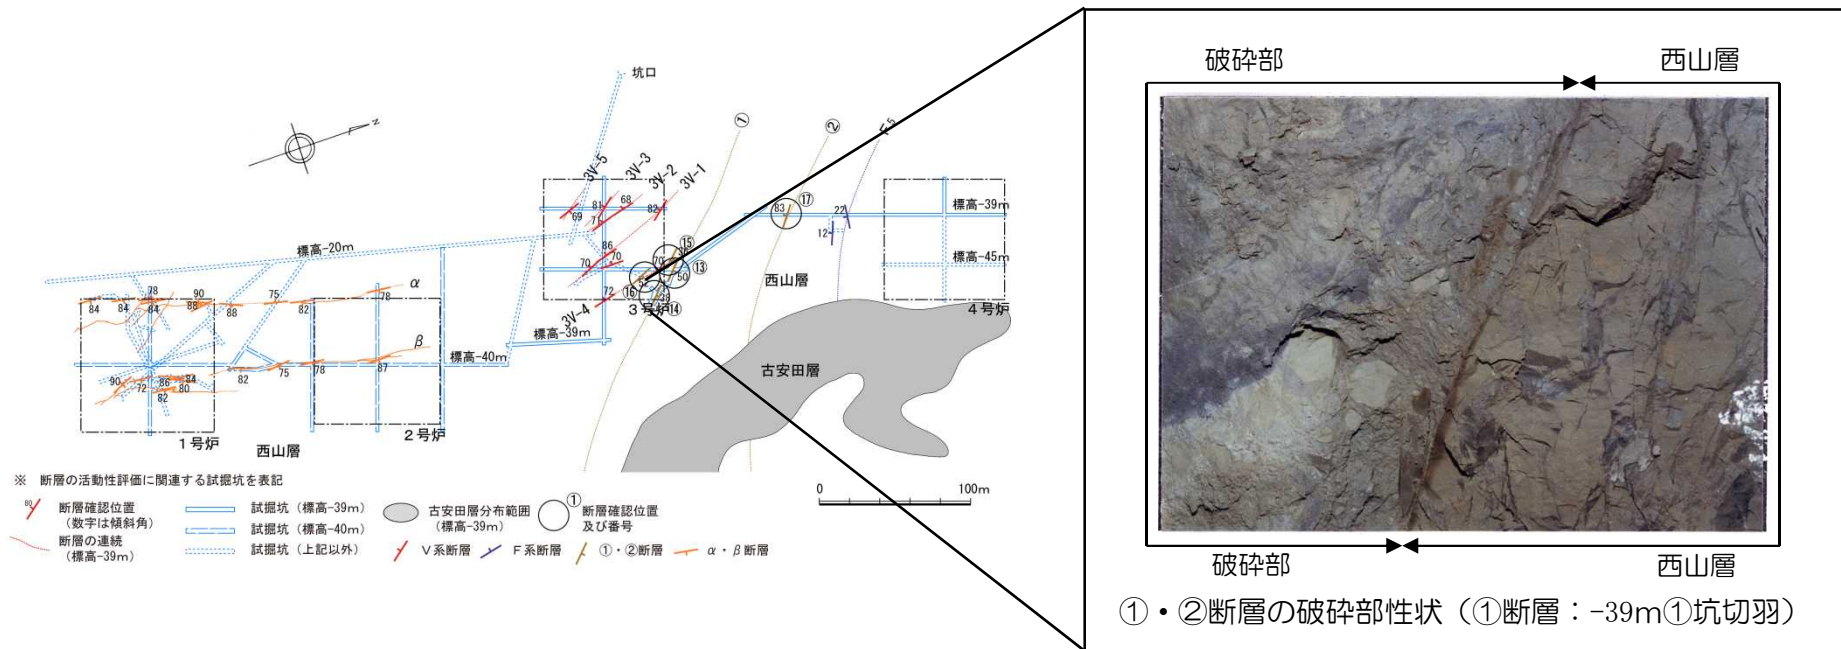 坑口
N
①
②
F₅
3V-5
3V-3
3V-2
3V-1
81
68
82
69
71
83
⑰
22
12
標高-39m
標高-20m
86
70
70
⑮
70
⑬
50
標高-45m
西山層
72
⑯
38
⑭
3V-4
3号炉
4号炉
78
90
84
84
84
88
88
75
82
78
α
標高-39m
β
標高-40m
古安田層
90
72
86
84
80
82
82
75
78
87
1号炉
2号炉
西山層
※ 断層の活動性評価に関連する試掘坑を表記
80
断層確認位置
(数字は傾斜角)
断層の連続
(標高-39m)
試掘坑 (標高-39m)
試掘坑 (標高-40m)
試掘坑 (上記以外)
古安田層分布範囲
(標高-39m)
①
断層確認位置
及び番号
V系断層
F系断層
①・②断層
α・β断層
0
100m
破砕部
西山層
破砕部
西山層
①・②断層の破砕部性状（①断層：-39m①坑切羽）